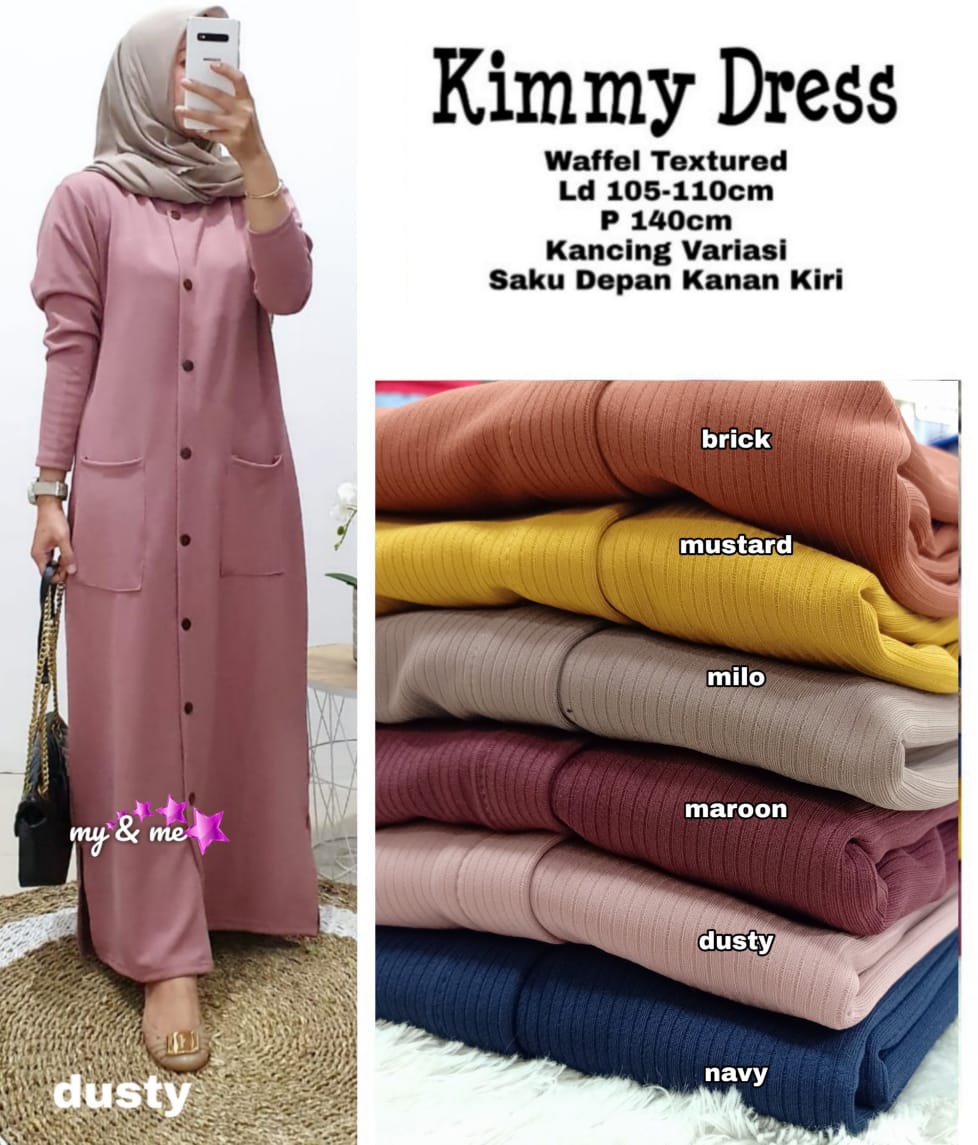 Kimmy Dress
Waffel Textured
Ld 105-110cm
P 140cm
Kancing Variasi
Saku Depan Kanan Kiri
brick
mustard
milo
maroon
dusty
navy
my & me
dusty
SAMSUNG